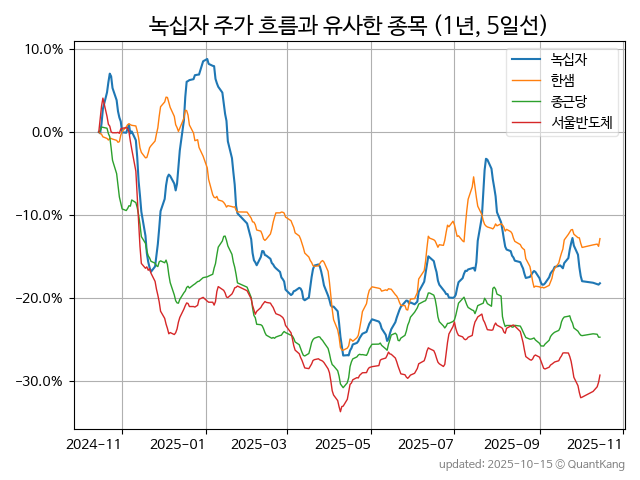 녹십자 주가 흐름과 유사한 종목 (1년, 5일선)
10.0%
0.0%
-10.0%
-20.0%
-30.0%
녹십자
한샘
종근당
서울반도체
2024-11
2025-01
2025-03
2025-05
2025-07
2025-09
2025-11
updated: 2025-10-15 © QuantKang